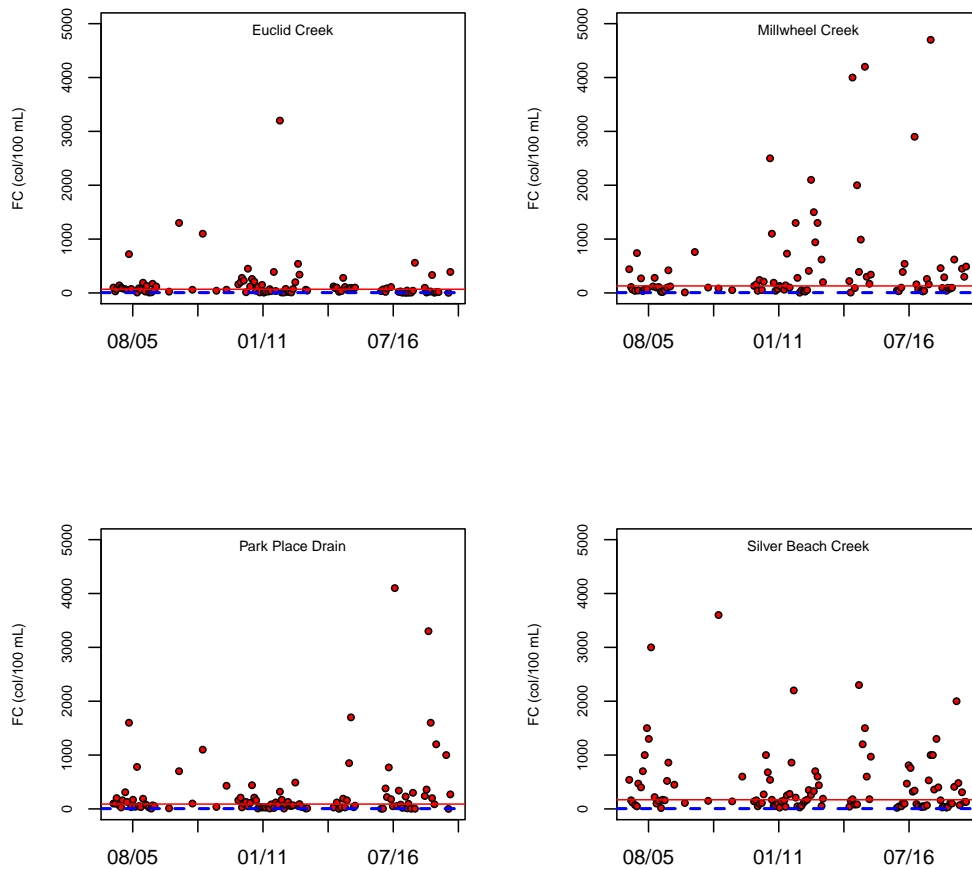 Euclid Creek
FC (col/100 mL)
5000
4000
3000
2000
1000
0
08/05 01/11 07/16
Millwheel Creek
FC (col/100 mL)
5000
4000
3000
2000
1000
0
08/05 01/11 07/16
Park Place Drain
FC (col/100 mL)
5000
4000
3000
2000
1000
0
08/05 01/11 07/16
Silver Beach Creek
FC (col/100 mL)
5000
4000
3000
2000
1000
0
08/05 01/11 07/16